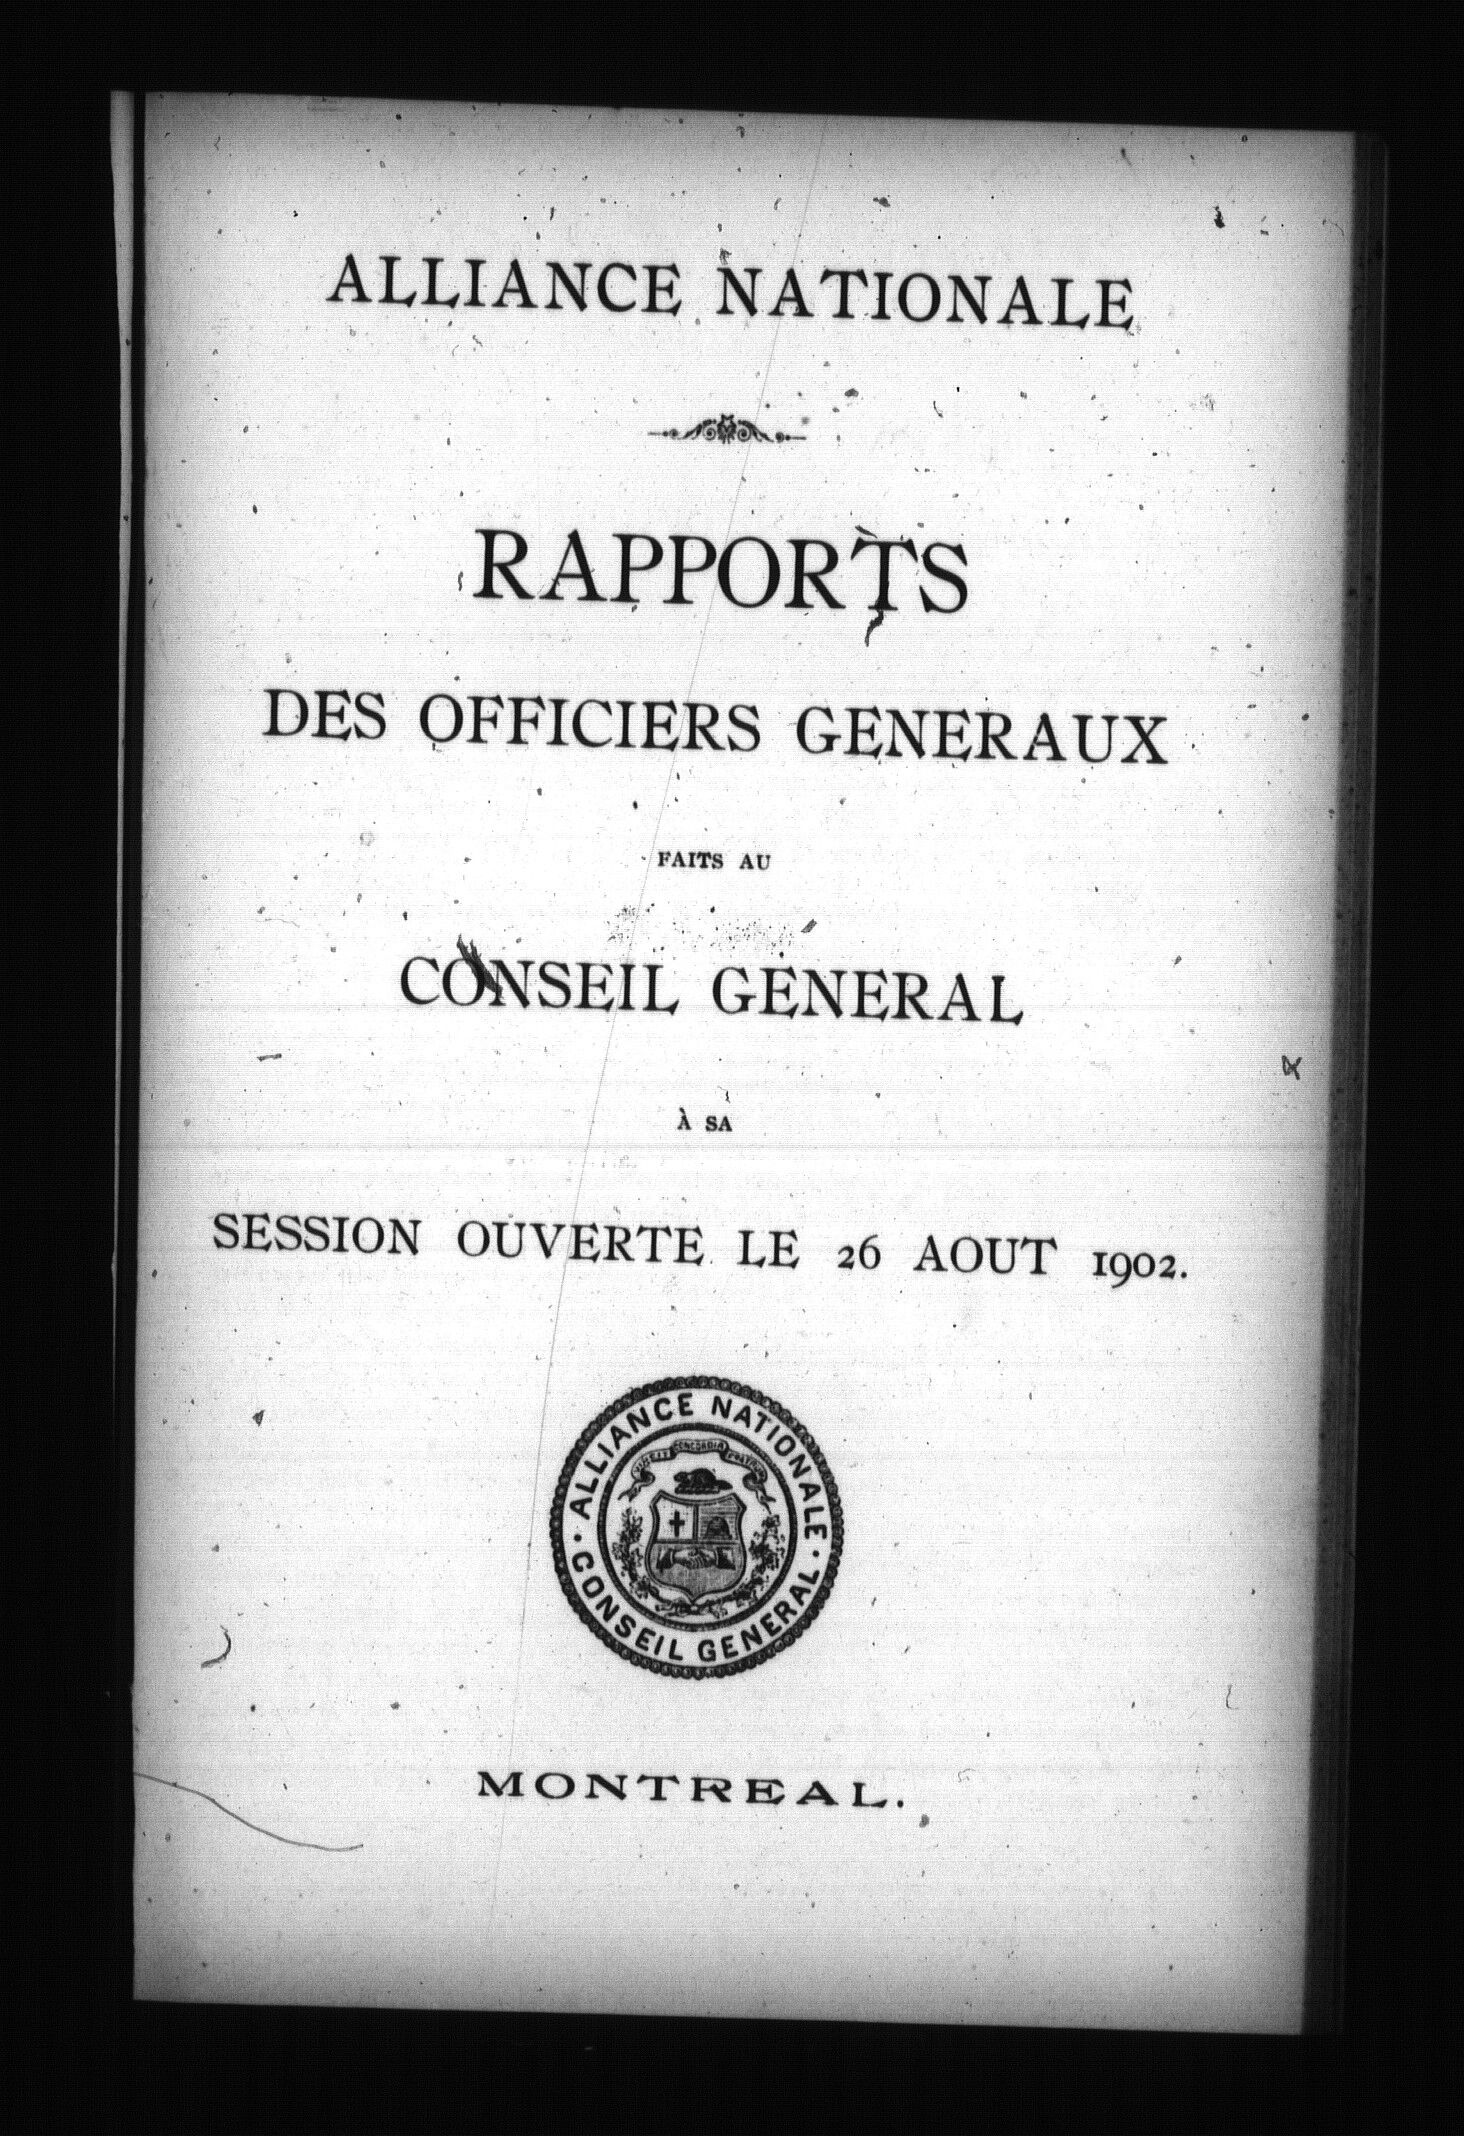 ALLIANCE NATIONALE
RAPPORTS
DES OFFICIERS GENERAUX
FAITS AU
CONSEIL GENERAL
À SA
SESSION OUVERTE LE 26 AOUT 1902.
ALLIANCE NATIONALE
CONCORDIA
· CONSEIL GENERAL ·
MONTREAL.